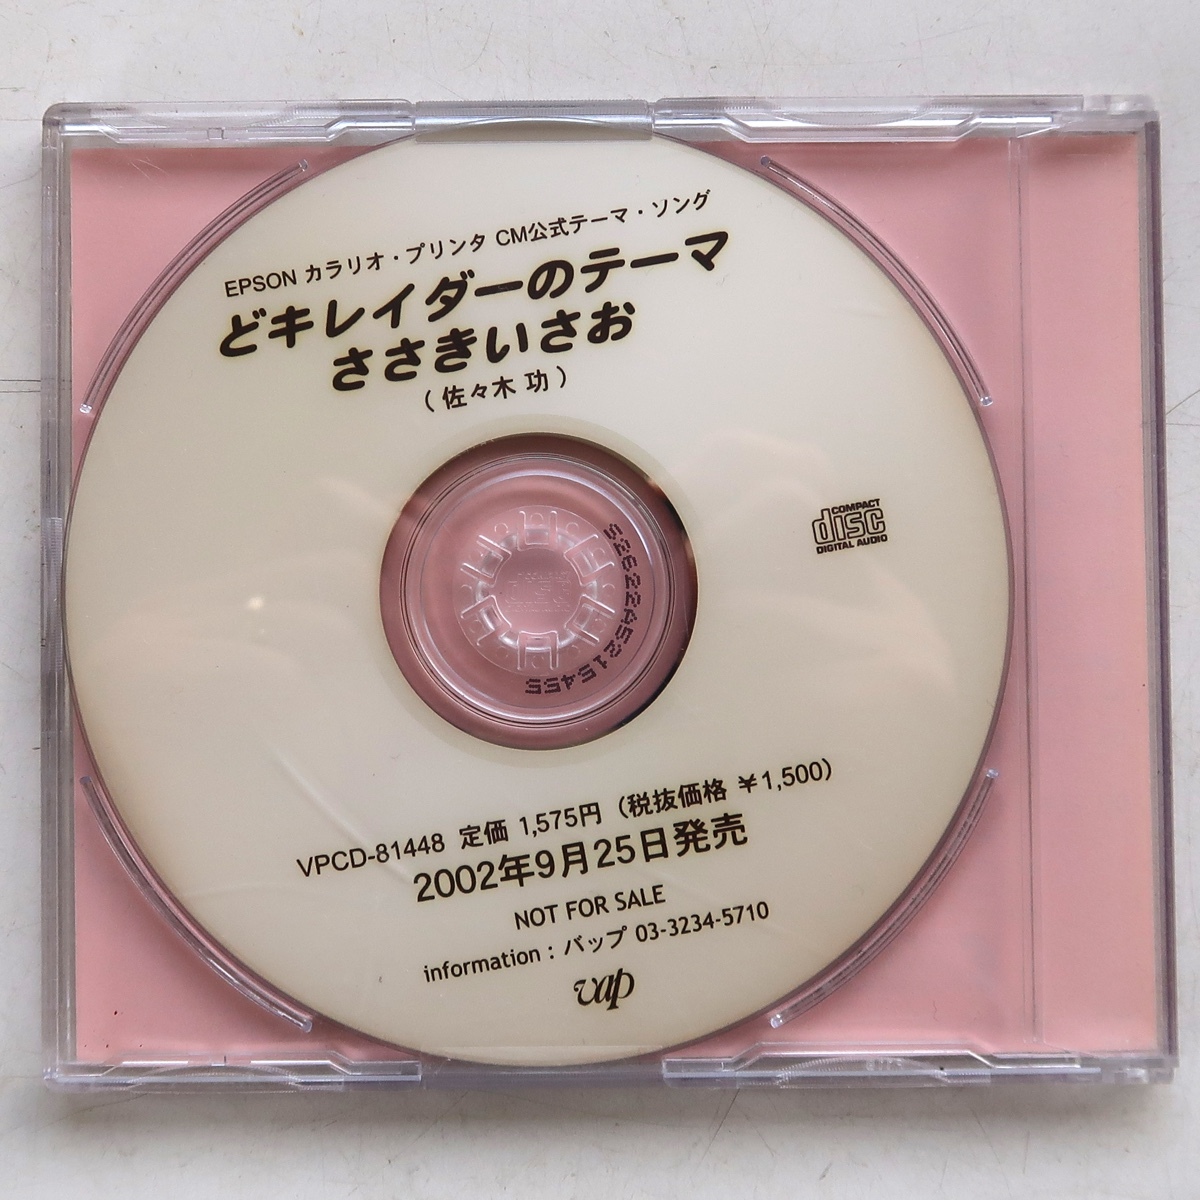 EPSON カラリオ・プリンタ CM公式テーマ・ソング
どキレイダーのテーマ
ささきいさお
（佐々木 功）
COMPACT
disc
DIGITAL AUDIO
VPCD-81448 定価 1,575円（税抜価格 ￥1,500）
2002年9月25日発売
NOT FOR SALE
information : バップ 03-3234-5710
vap